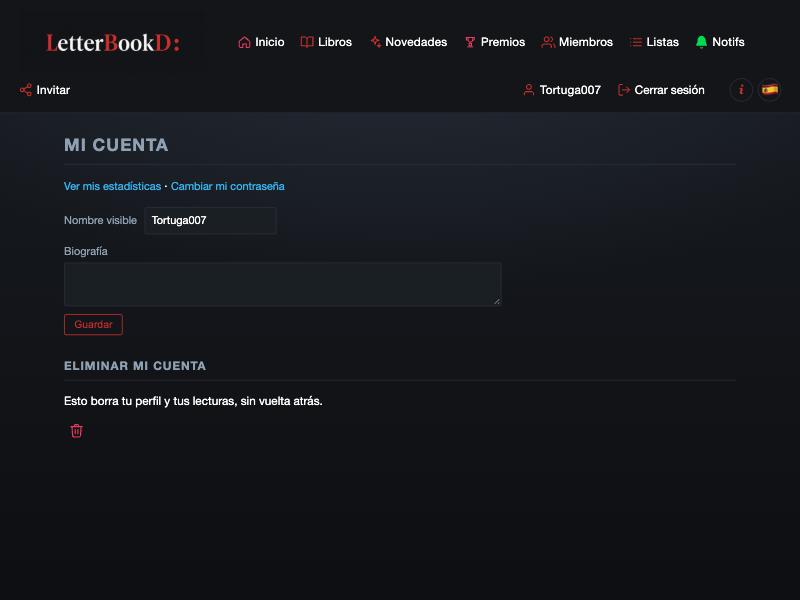 LetterBookD:
Inicio Libros Novedades Premios Miembros Listas Notifs
Invitar
Tortuga007 Cerrar sesión i
MI CUENTA
Ver mis estadísticas · Cambiar mi contraseña
Nombre visible Tortuga007
Biografía
Guardar
ELIMINAR MI CUENTA
Esto borra tu perfil y tus lecturas, sin vuelta atrás.